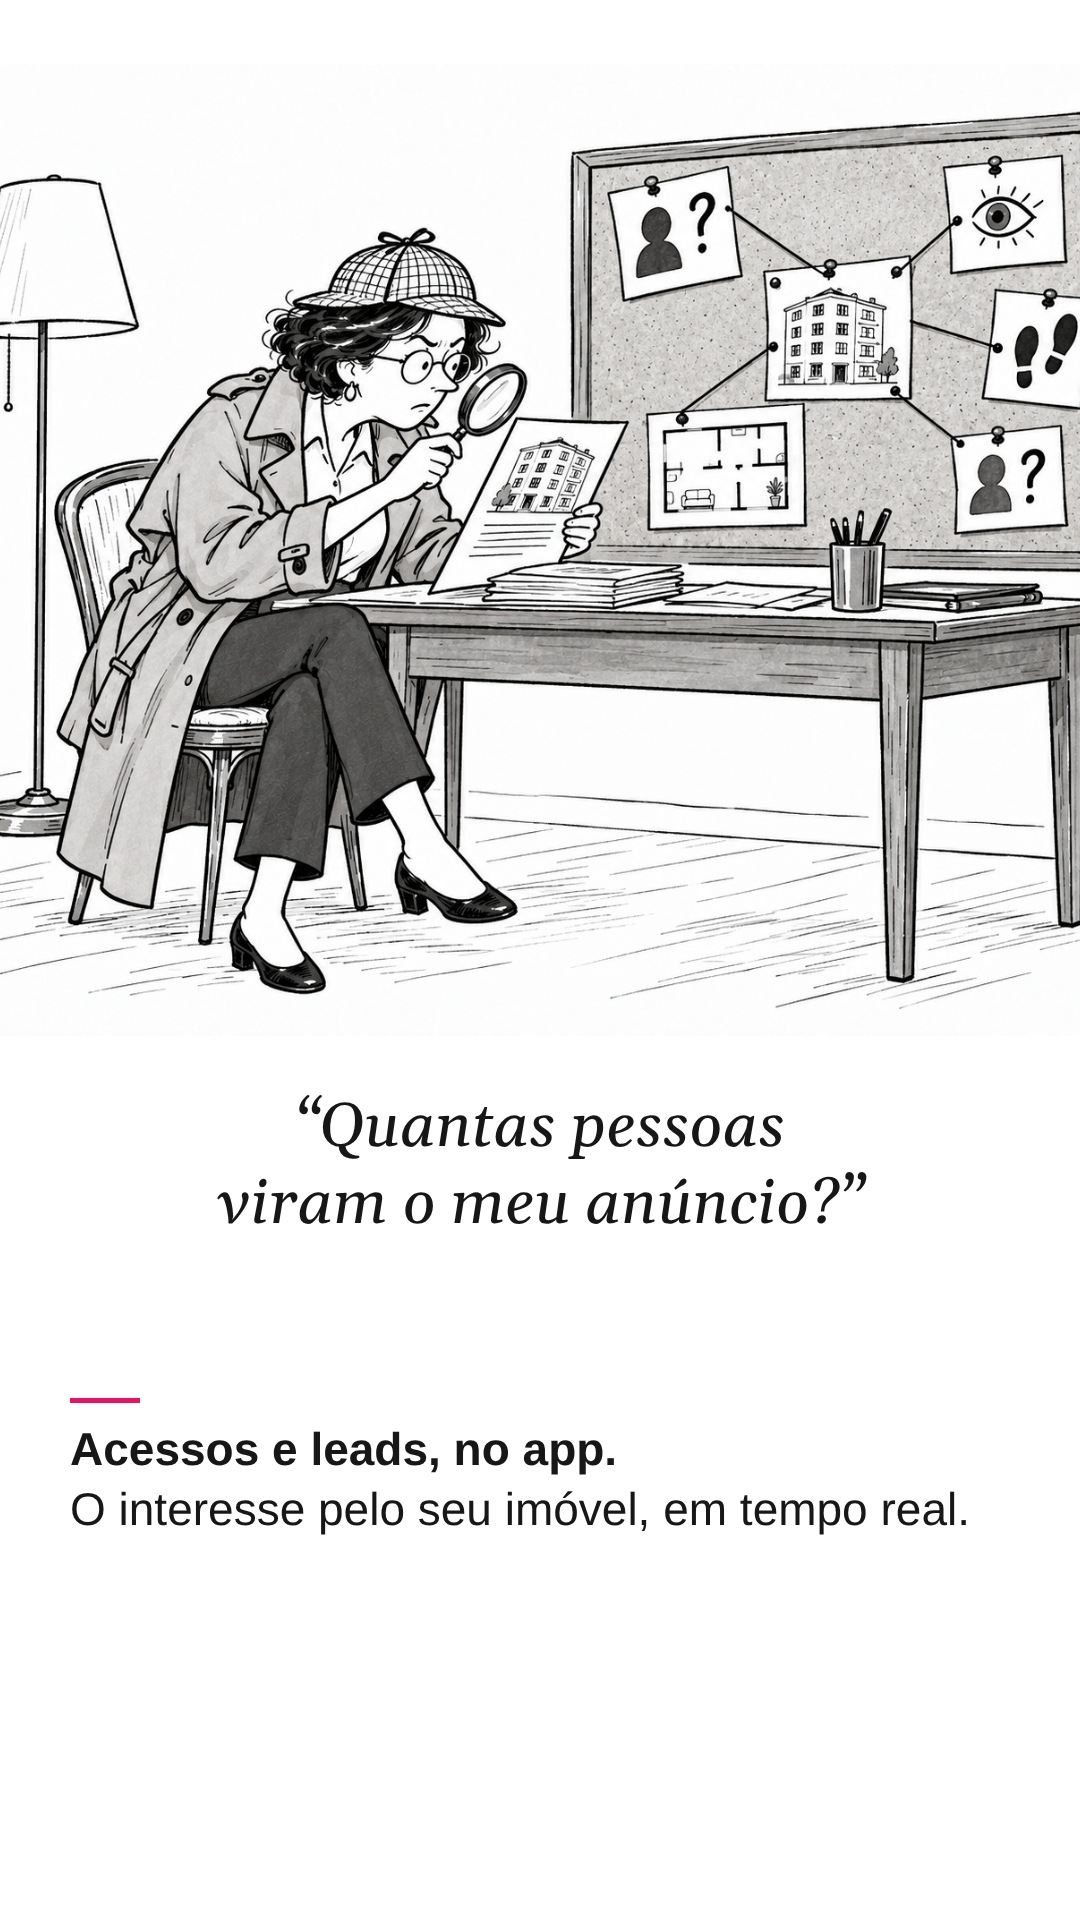 “Quantas pessoas
viram o meu anúncio?”
Acessos e leads, no app.
O interesse pelo seu imóvel, em tempo real.